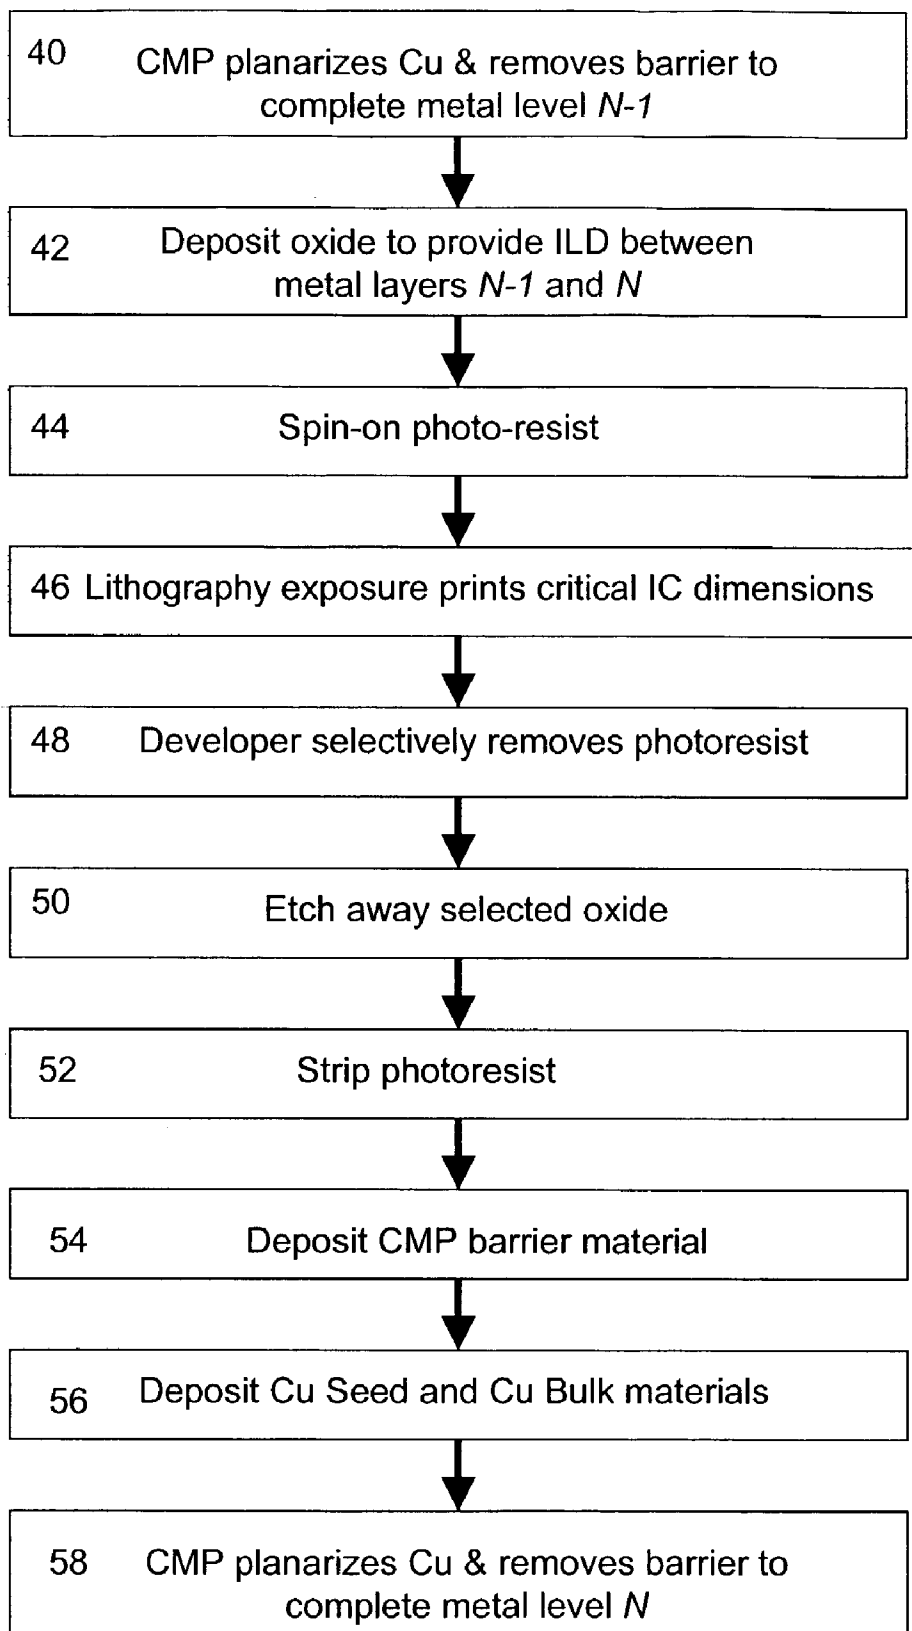 40 CMP planarizes Cu & removes barrier to
complete metal level N-1
42 Deposit oxide to provide ILD between
metal layers N-1 and N
44 Spin-on photo-resist
46 Lithography exposure prints critical IC dimensions
48 Developer selectively removes photoresist
50 Etch away selected oxide
52 Strip photoresist
54 Deposit CMP barrier material
56 Deposit Cu Seed and Cu Bulk materials
58 CMP planarizes Cu & removes barrier to
complete metal level N